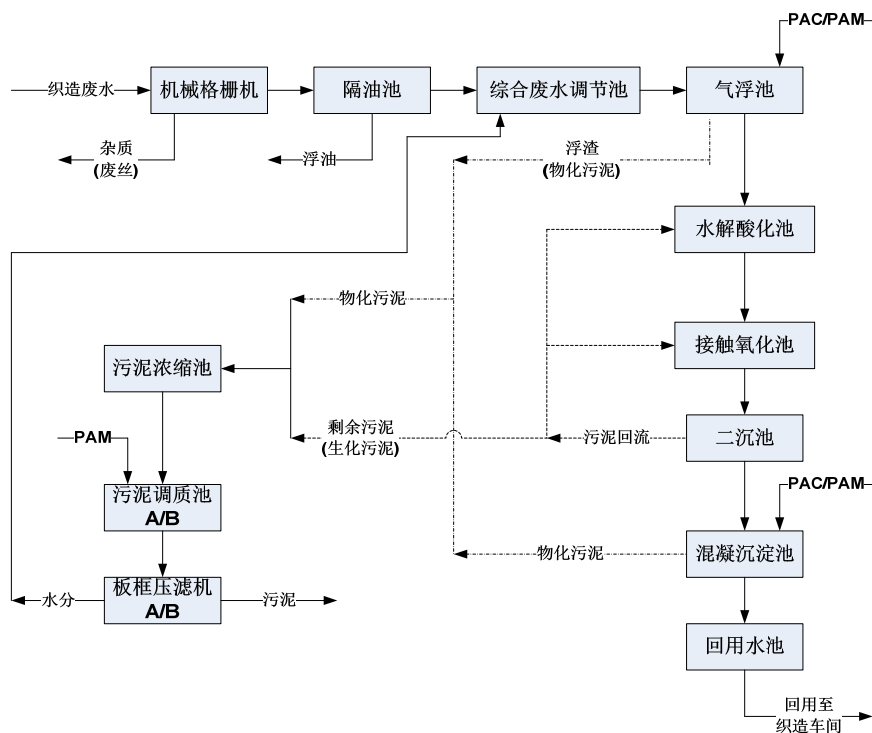 PAC/PAM
织造废水
机械格栅机
隔油池
综合废水调节池
气浮池
杂质
(废丝)
浮油
浮渣
(物化污泥)
水解酸化池
物化污泥
接触氧化池
污泥浓缩池
剩余污泥
(生化污泥)
污泥回流
二沉池
PAM
PAC/PAM
污泥调质池
A/B
物化污泥
混凝沉淀池
板框压滤机
A/B
水分
污泥
回用水池
回用至
织造车间